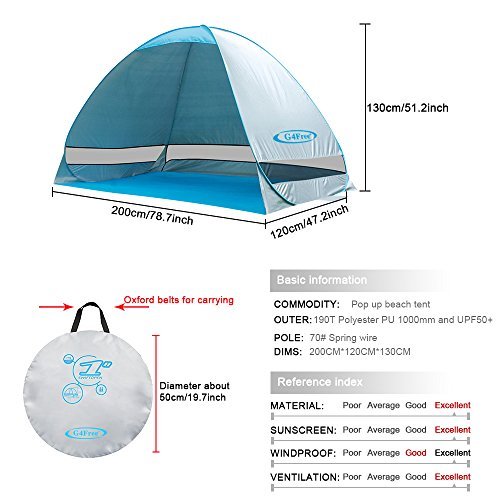 130cm/51.2inch
G4Free
200cm/78.7inch
120cm/47.2inch
Oxford belts for carrying
Diameter about
50cm/19.7inch
1"
G4Free
Basic information
COMMODITY: Pop up beach tent
OUTER: 190T Polyester PU 1000mm and UPF50+
POLE: 70# Spring wire
DIMS: 200CM*120CM*130CM
Reference index
MATERIAL: Poor Average Good Excellent
SUNSCREEN: Poor Average Good Excellent
WINDPROOF: Poor Average Good Excellent
VENTILATION: Poor Average Good Excellent